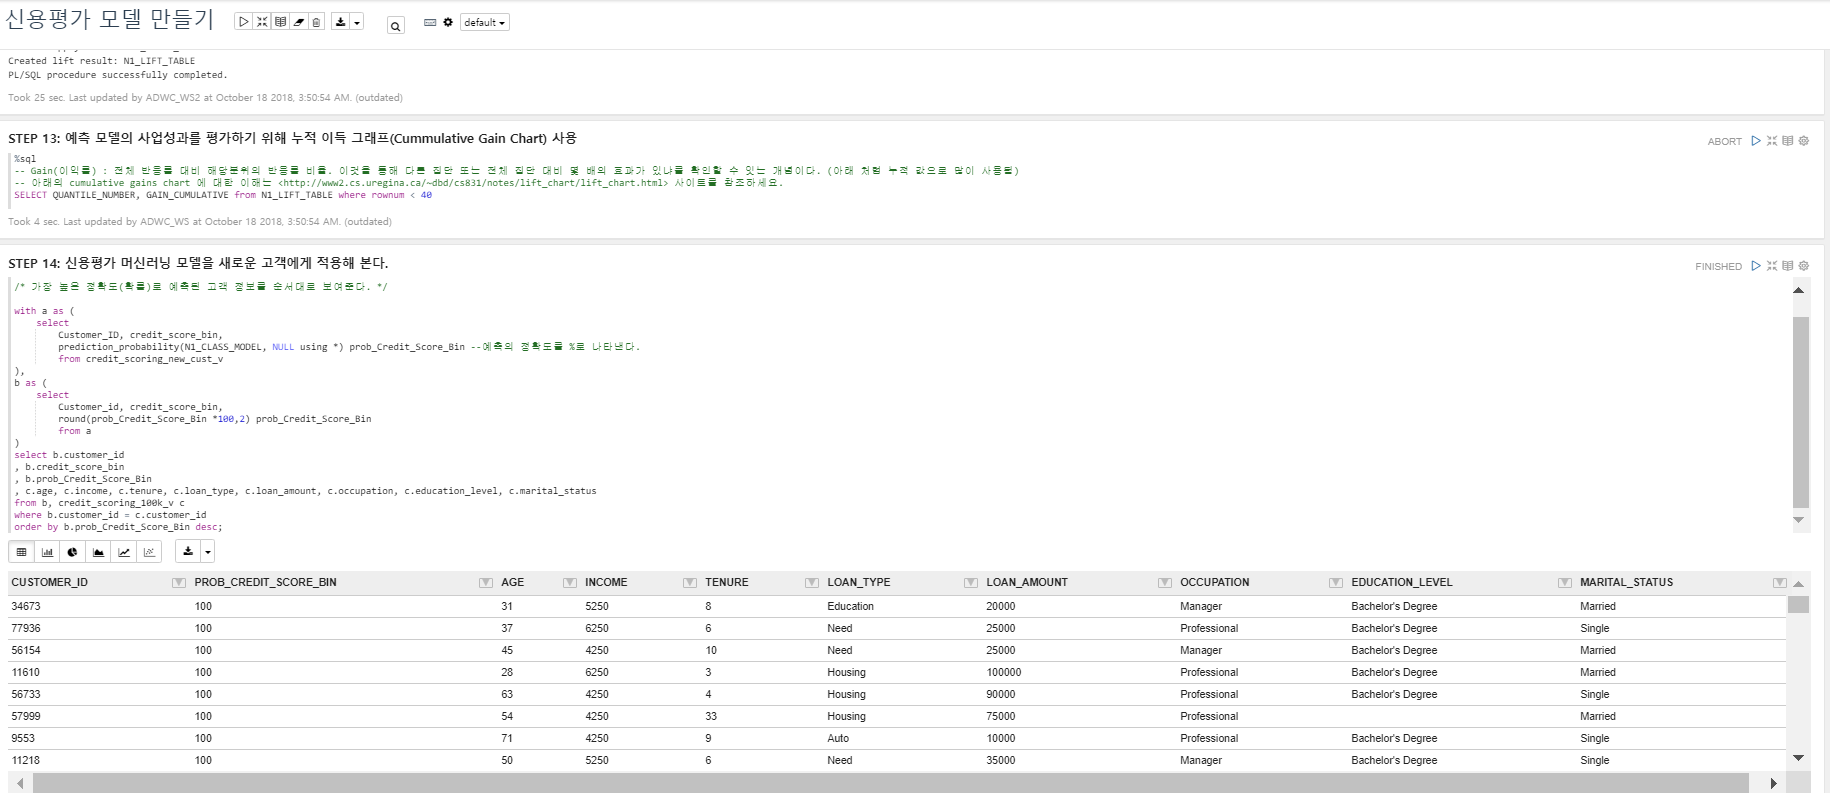 신용평가 모델 만들기
default
Created lift result: N1_LIFT_TABLE
PL/SQL procedure successfully completed.
Took 25 sec. Last updated by ADWC_WS2 at October 18 2018, 3:50:54 AM. (outdated)
STEP 13: 예측 모델의 사업성과를 평가하기 위해 누적 이득 그래프(Cummulative Gain Chart) 사용
ABORT
%sql
-- Gain(이익률) : 전체 반응률 대비 해당분위의 반응률 비율. 이것을 통해 다른 집단 또는 전체 집단 대비 몇 배의 효과가 있나를 확인할 수 있는 개념이다. (아래 처럼 누적 값으로 많이 사용됨)
-- 아래의 cumulative gains chart 에 대한 이해는 <http://www2.cs.uregina.ca/~dbd/cs831/notes/lift_chart/lift_chart.html> 사이트를 참조하세요.
SELECT QUANTILE_NUMBER, GAIN_CUMULATIVE from N1_LIFT_TABLE where rownum < 40
Took 4 sec. Last updated by ADWC_WS at October 18 2018, 3:50:54 AM. (outdated)
STEP 14: 신용평가 머신러닝 모델을 새로운 고객에게 적용해 본다.
FINISHED
/* 가장 높은 정확도(확률)로 예측된 고객 정보를 순서대로 보여준다. */
with a as (
select
Customer_ID, credit_score_bin,
prediction_probability(N1_CLASS_MODEL, NULL using *) prob_Credit_Score_Bin --예측의 정확도를 %로 나타낸다.
from credit_scoring_new_cust_v
),
b as (
select
Customer_id, credit_score_bin,
round(prob_Credit_Score_Bin *100,2) prob_Credit_Score_Bin
from a
)
select b.customer_id
, b.credit_score_bin
, b.prob_Credit_Score_Bin
, c.age, c.income, c.tenure, c.loan_type, c.loan_amount, c.occupation, c.education_level, c.marital_status
from b, credit_scoring_100k_v c
where b.customer_id = c.customer_id
order by b.prob_Credit_Score_Bin desc;
CUSTOMER_ID PROB_CREDIT_SCORE_BIN AGE INCOME TENURE LOAN_TYPE LOAN_AMOUNT OCCUPATION EDUCATION_LEVEL MARITAL_STATUS
34673 100 31 5250 8 Education 20000 Manager Bachelor's Degree Married
77936 100 37 6250 6 Need 25000 Professional Bachelor's Degree Single
56154 100 45 4250 10 Need 25000 Manager Bachelor's Degree Married
11610 100 28 6250 3 Housing 100000 Professional Bachelor's Degree Married
56733 100 63 4250 4 Housing 90000 Professional Bachelor's Degree Single
57999 100 54 4250 33 Housing 75000 Professional Married
9553 100 71 4250 9 Auto 10000 Professional Bachelor's Degree Single
11218 100 50 5250 6 Need 35000 Manager Bachelor's Degree Single